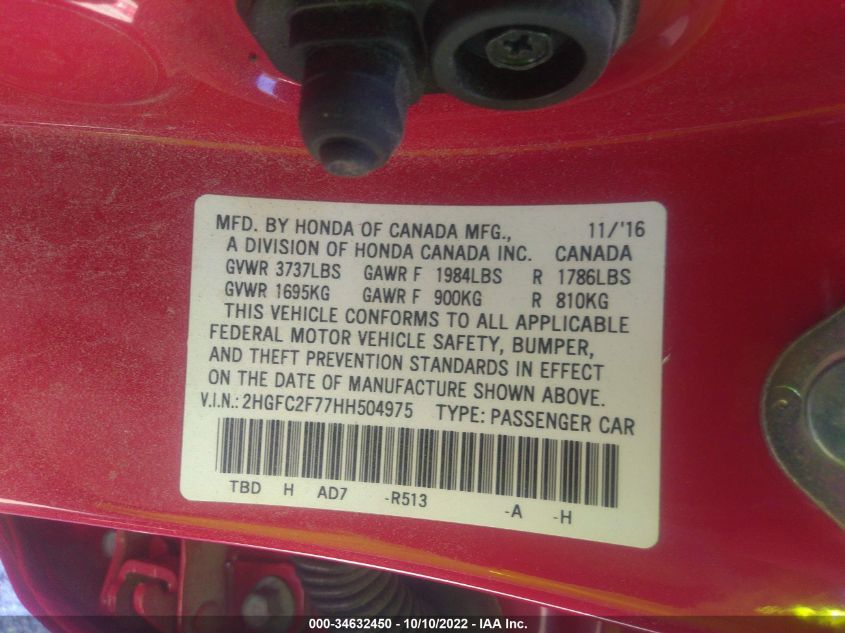 MFD. BY HONDA OF CANADA MFG., 11/'16
A DIVISION OF HONDA CANADA INC. CANADA
GVWR 3737LBS GAWR F 1984LBS R 1786LBS
GVWR 1695KG GAWR F 900KG R 810KG
THIS VEHICLE CONFORMS TO ALL APPLICABLE
FEDERAL MOTOR VEHICLE SAFETY, BUMPER,
AND THEFT PREVENTION STANDARDS IN EFFECT
ON THE DATE OF MANUFACTURE SHOWN ABOVE.
V.I.N.: 2HGFC2F77HH504975 TYPE: PASSENGER CAR
TBD H AD7 -R513 -A -H
000-34632450 - 10/10/2022 - IAA Inc.